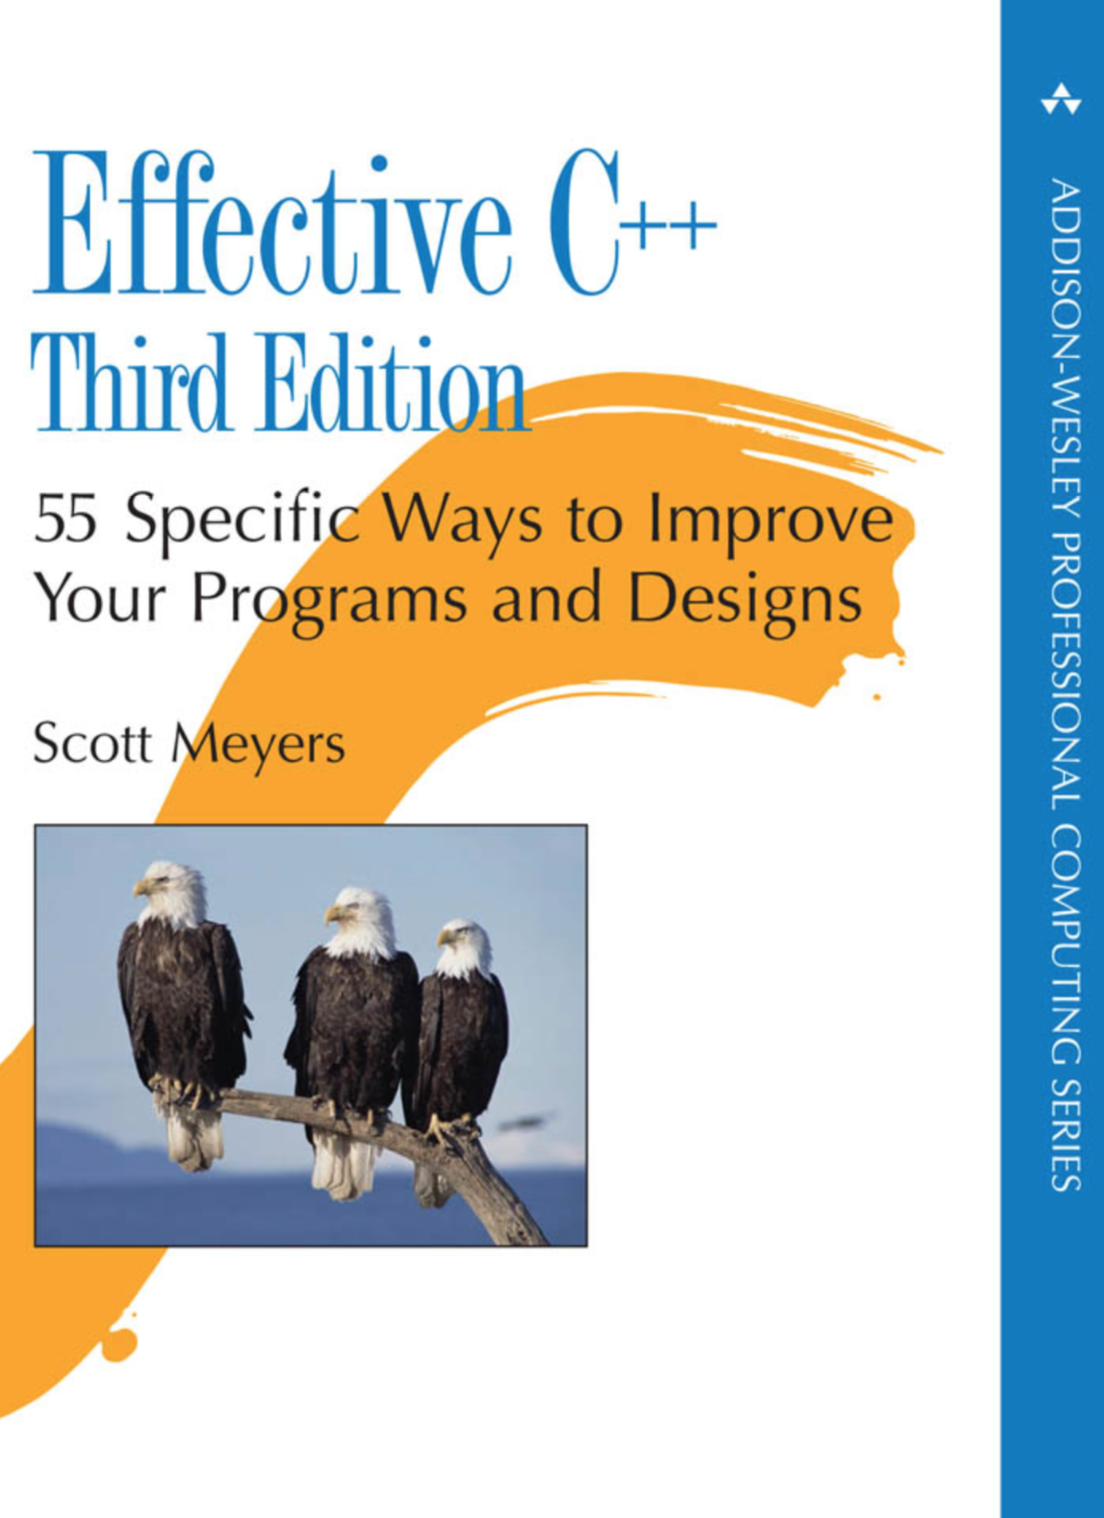 Effective C++
Third Edition
55 Specific Ways to Improve
Your Programs and Designs
Scott Meyers
ADDISON-WESLEY PROFESSIONAL COMPUTING SERIES